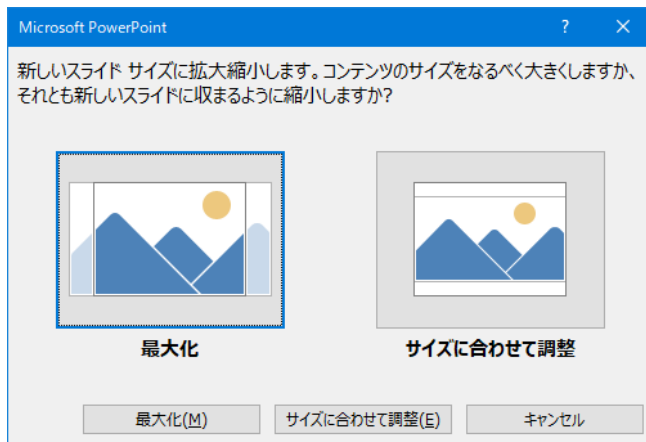 Microsoft PowerPoint
新しいスライド サイズに拡大縮小します。コンテンツのサイズをなるべく大きくしますか、
それとも新しいスライドに収まるように縮小しますか?
最大化
サイズに合わせて調整
最大化(M)
サイズに合わせて調整(E)
キャンセル